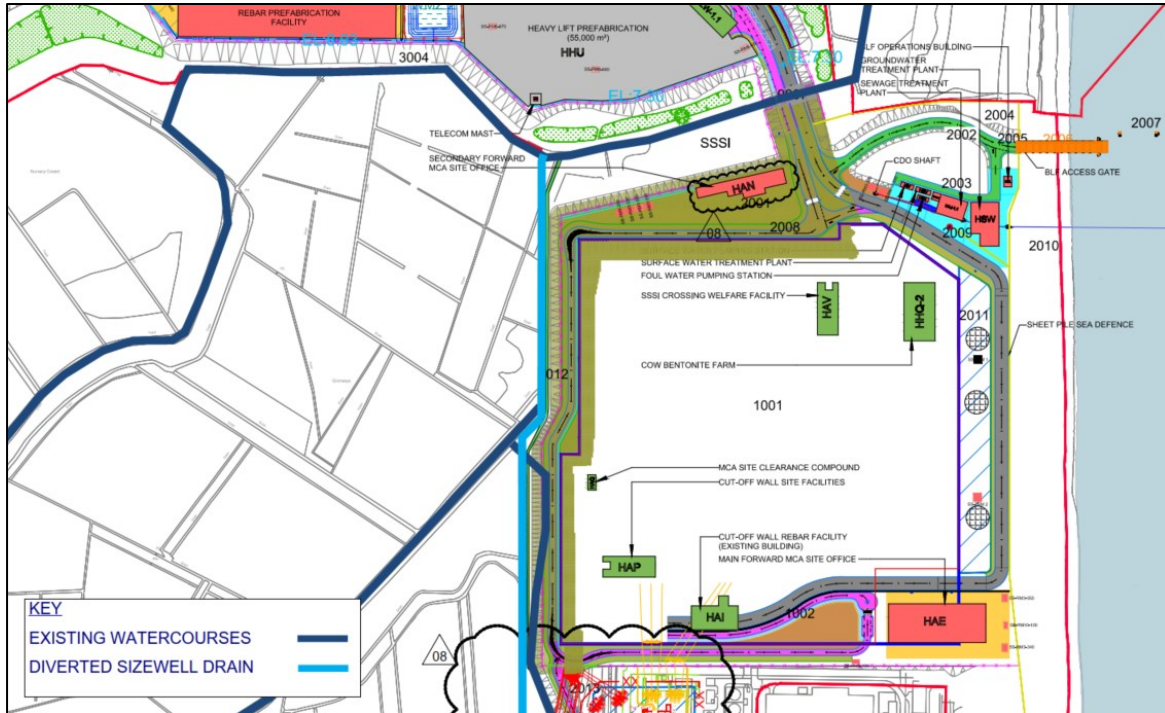 REBAR PREFABRICATION
FACILITY
HEAVY LIFT PREFABRICATION
(55,000 m²)
HHU
3004
EL:7.30
EL:7.30
BLF OPERATIONS BUILDING
GROUNDWATER
TREATMENT PLANT
SEWAGE TREATMENT
PLANT
TELECOM MAST
SECONDARY FORWARD
MCA SITE OFFICE
SSSI
2004
2002
2005
2006
2007
CDO SHAFT
BLF ACCESS GATE
HAN
2001
2003
2008
08
HSW
2009
2010
SURFACE WATER TREATMENT PLANT
FOUL WATER PUMPING STATION
SSSI CROSSING WELFARE FACILITY
HAV
HHQ-2
2011
SHEET PILE SEA DEFENCE
COW BENTONITE FARM
012
1001
MCA SITE CLEARANCE COMPOUND
CUT-OFF WALL SITE FACILITIES
HAP
CUT-OFF WALL REBAR FACILITY
(EXISTING BUILDING)
MAIN FORWARD MCA SITE OFFICE
HAI
1002
HAE
KEY
EXISTING WATERCOURSES
DIVERTED SIZEWELL DRAIN
08
2013